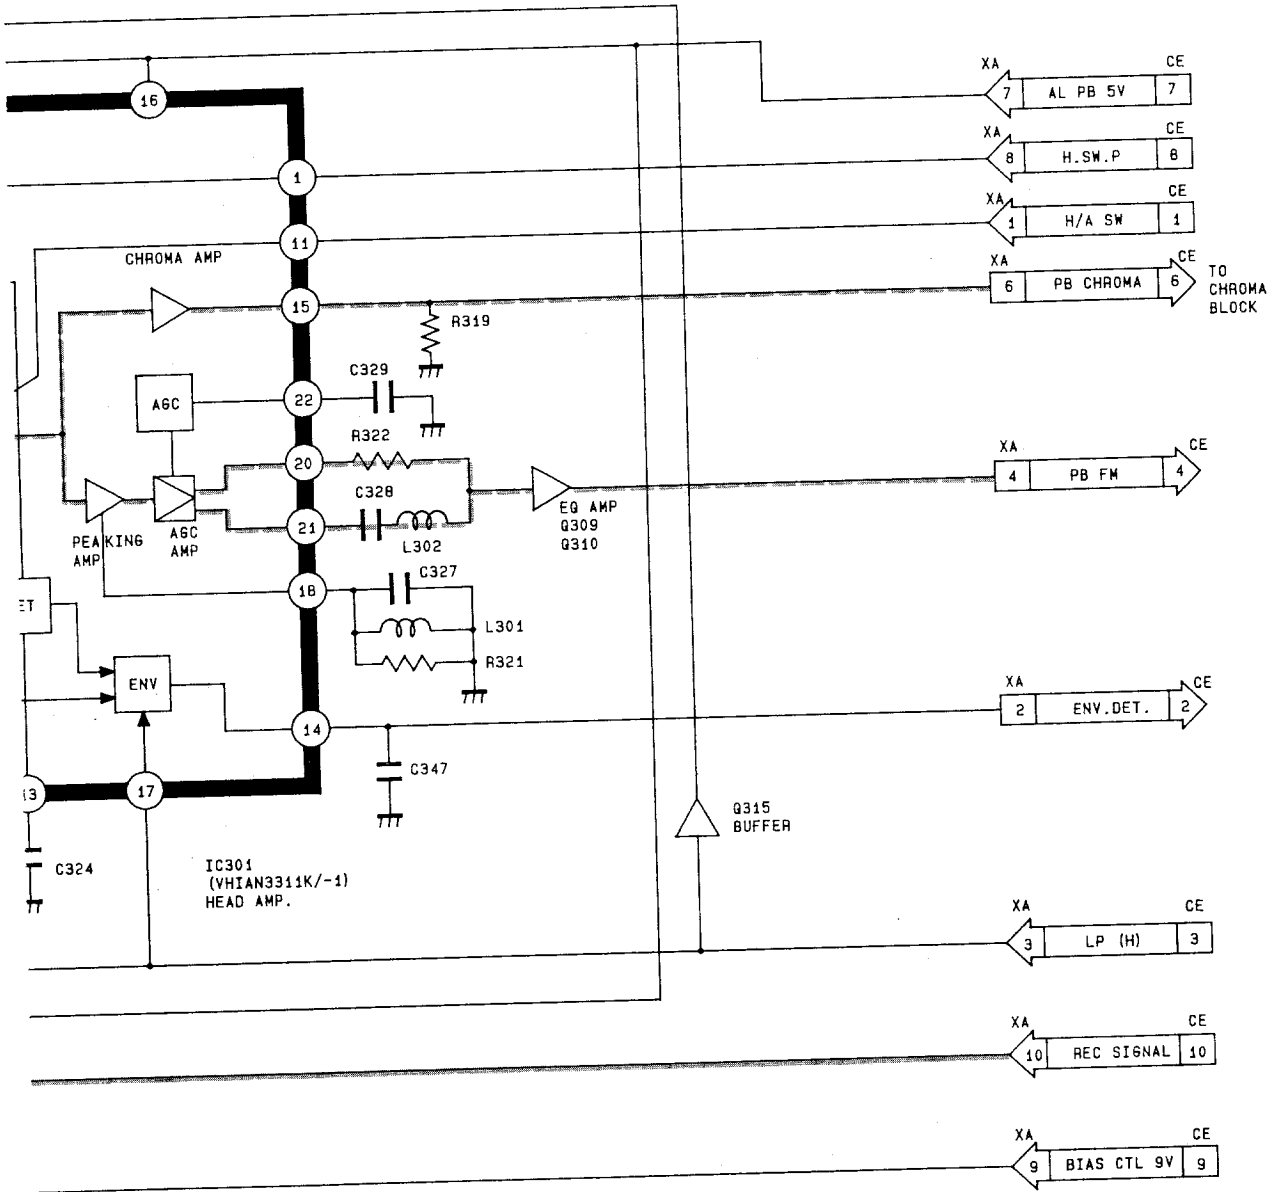 XA CE
7 AL PB 5V 7
16
XA CE
8 H.SW.P 8
1
XA CE
1 H/A SW 1
11
CHROMA AMP
XA CE
6 PB CHROMA 6
TO
CHROMA
BLOCK
15
R319
C329
AGC
22
R322
XA CE
4 PB FM 4
20
C328
EQ AMP
Q309
Q310
21
PEAKING
AMP
AGC
AMP
L302
C327
18
ET
L301
R321
ENV
XA CE
2 ENV.DET. 2
14
C347
13
17
Q315
BUFFER
C324
IC301
(VHIAN3311K/-1)
HEAD AMP.
XA CE
3 LP (H) 3
XA CE
10 REC SIGNAL 10
XA CE
9 BIAS CTL 9V 9